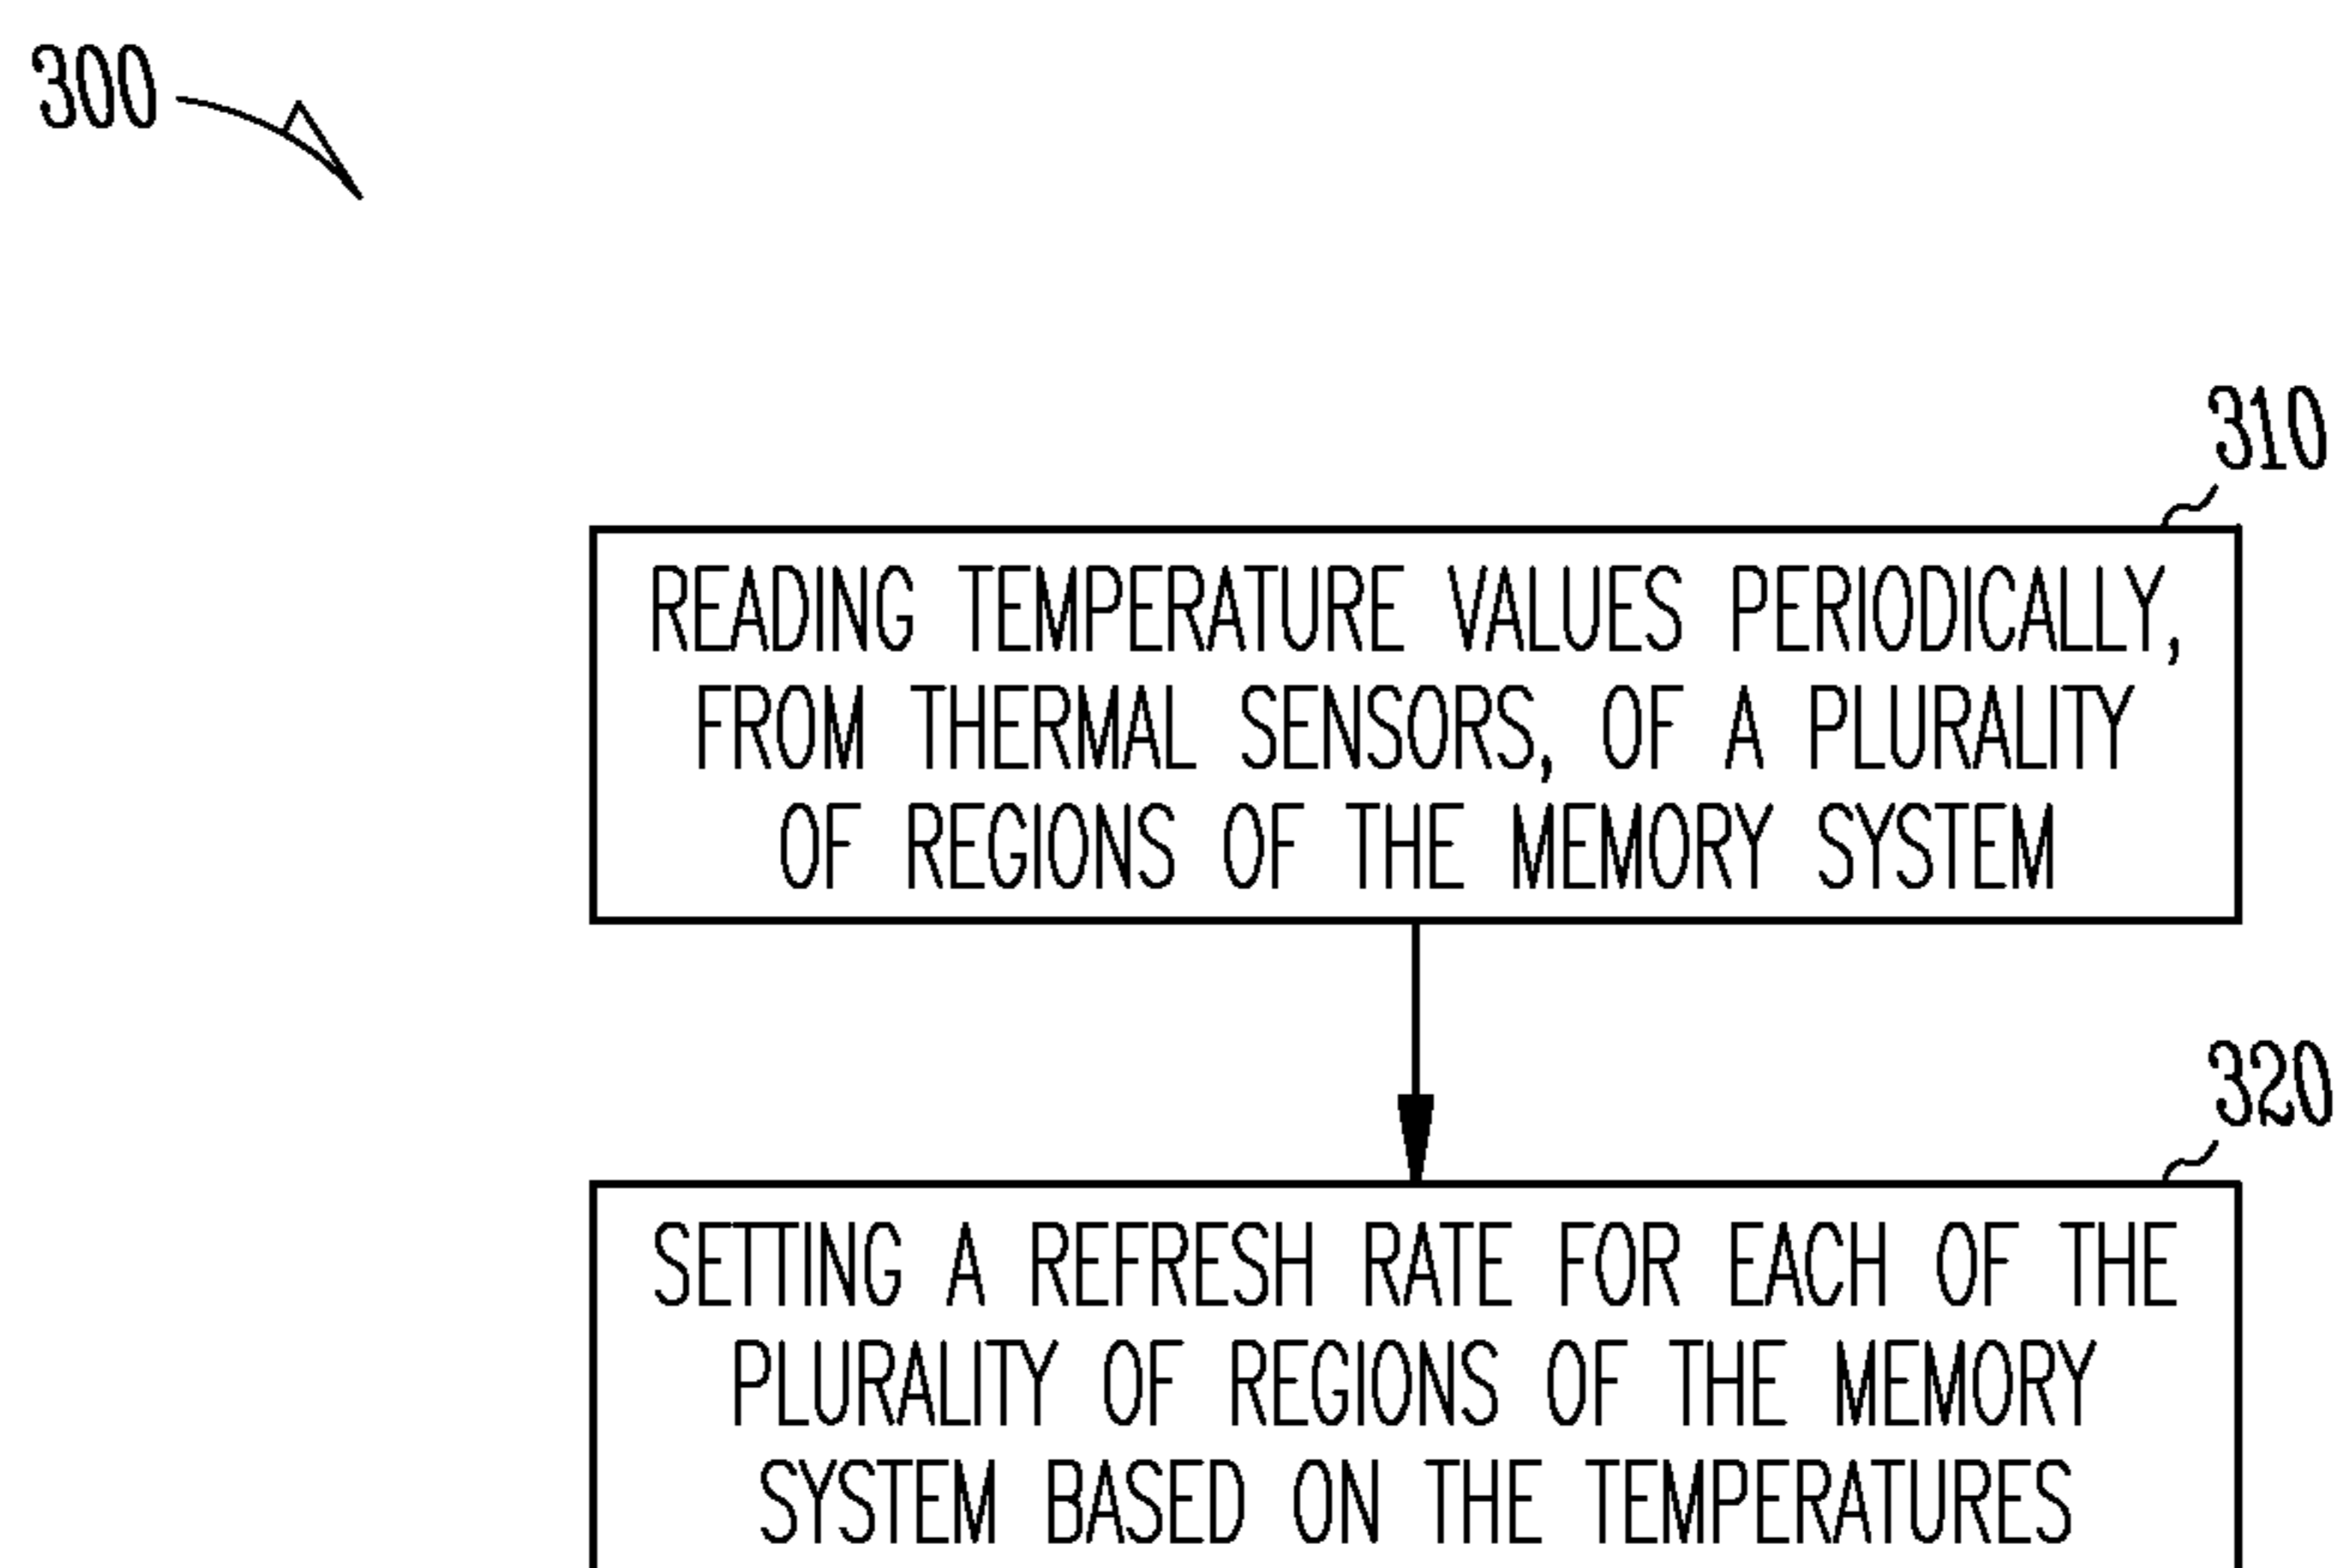 300
310
READING TEMPERATURE VALUES PERIODICALLY,
FROM THERMAL SENSORS, OF A PLURALITY
OF REGIONS OF THE MEMORY SYSTEM
320
SETTING A REFRESH RATE FOR EACH OF THE
PLURALITY OF REGIONS OF THE MEMORY
SYSTEM BASED ON THE TEMPERATURES